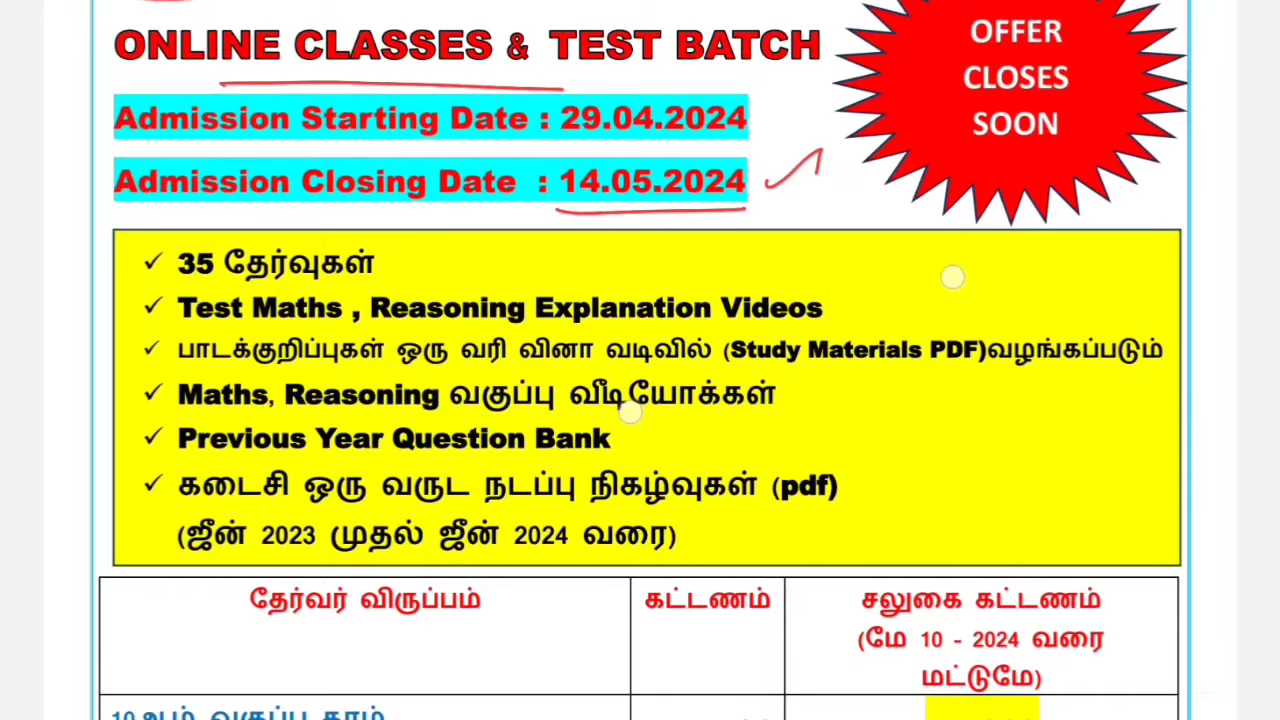 ONLINE CLASSES & TEST BATCH
OFFER
CLOSES
SOON
Admission Starting Date : 29.04.2024
Admission Closing Date : 14.05.2024
✓ 35 தேர்வுகள்
✓ Test Maths , Reasoning Explanation Videos
✓ பாடக்குறிப்புகள் ஒரு வரி வினா வடிவில் (Study Materials PDF)வழங்கப்படும்
✓ Maths, Reasoning வகுப்பு வீடியோக்கள்
✓ Previous Year Question Bank
✓ கடைசி ஒரு வருட நடப்பு நிகழ்வுகள் (pdf)
(ஜீன் 2023 முதல் ஜீன் 2024 வரை)
தேர்வர் விருப்பம்
கட்டணம்
சலுகை கட்டணம்
(மே 10 - 2024 வரை
மட்டுமே)
10ஆம் வகுப்பு தரம்